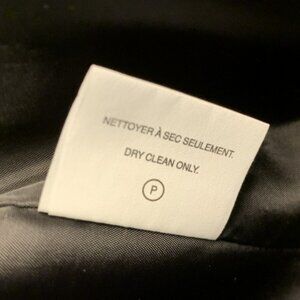 NETTOYER À SEC SEULEMENT.
DRY CLEAN ONLY.
P